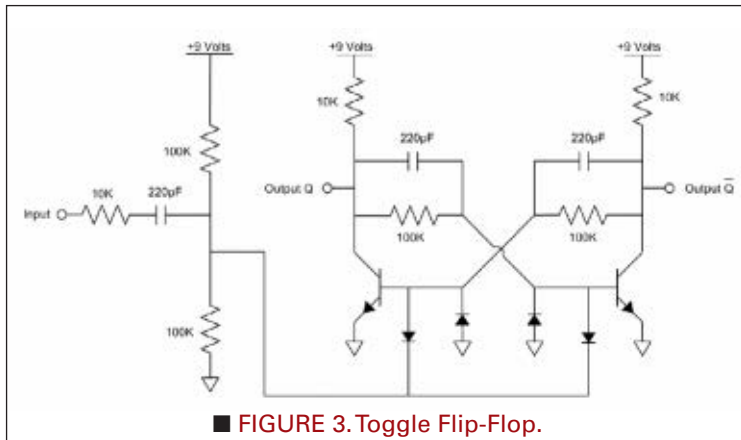 +9 Volts
+9 Volts
+9 Volts
10K
10K
100K
220pF
220pF
10K
220pF
Input
Output Q
Output Q̅
100K
100K
100K
■ FIGURE 3. Toggle Flip-Flop.